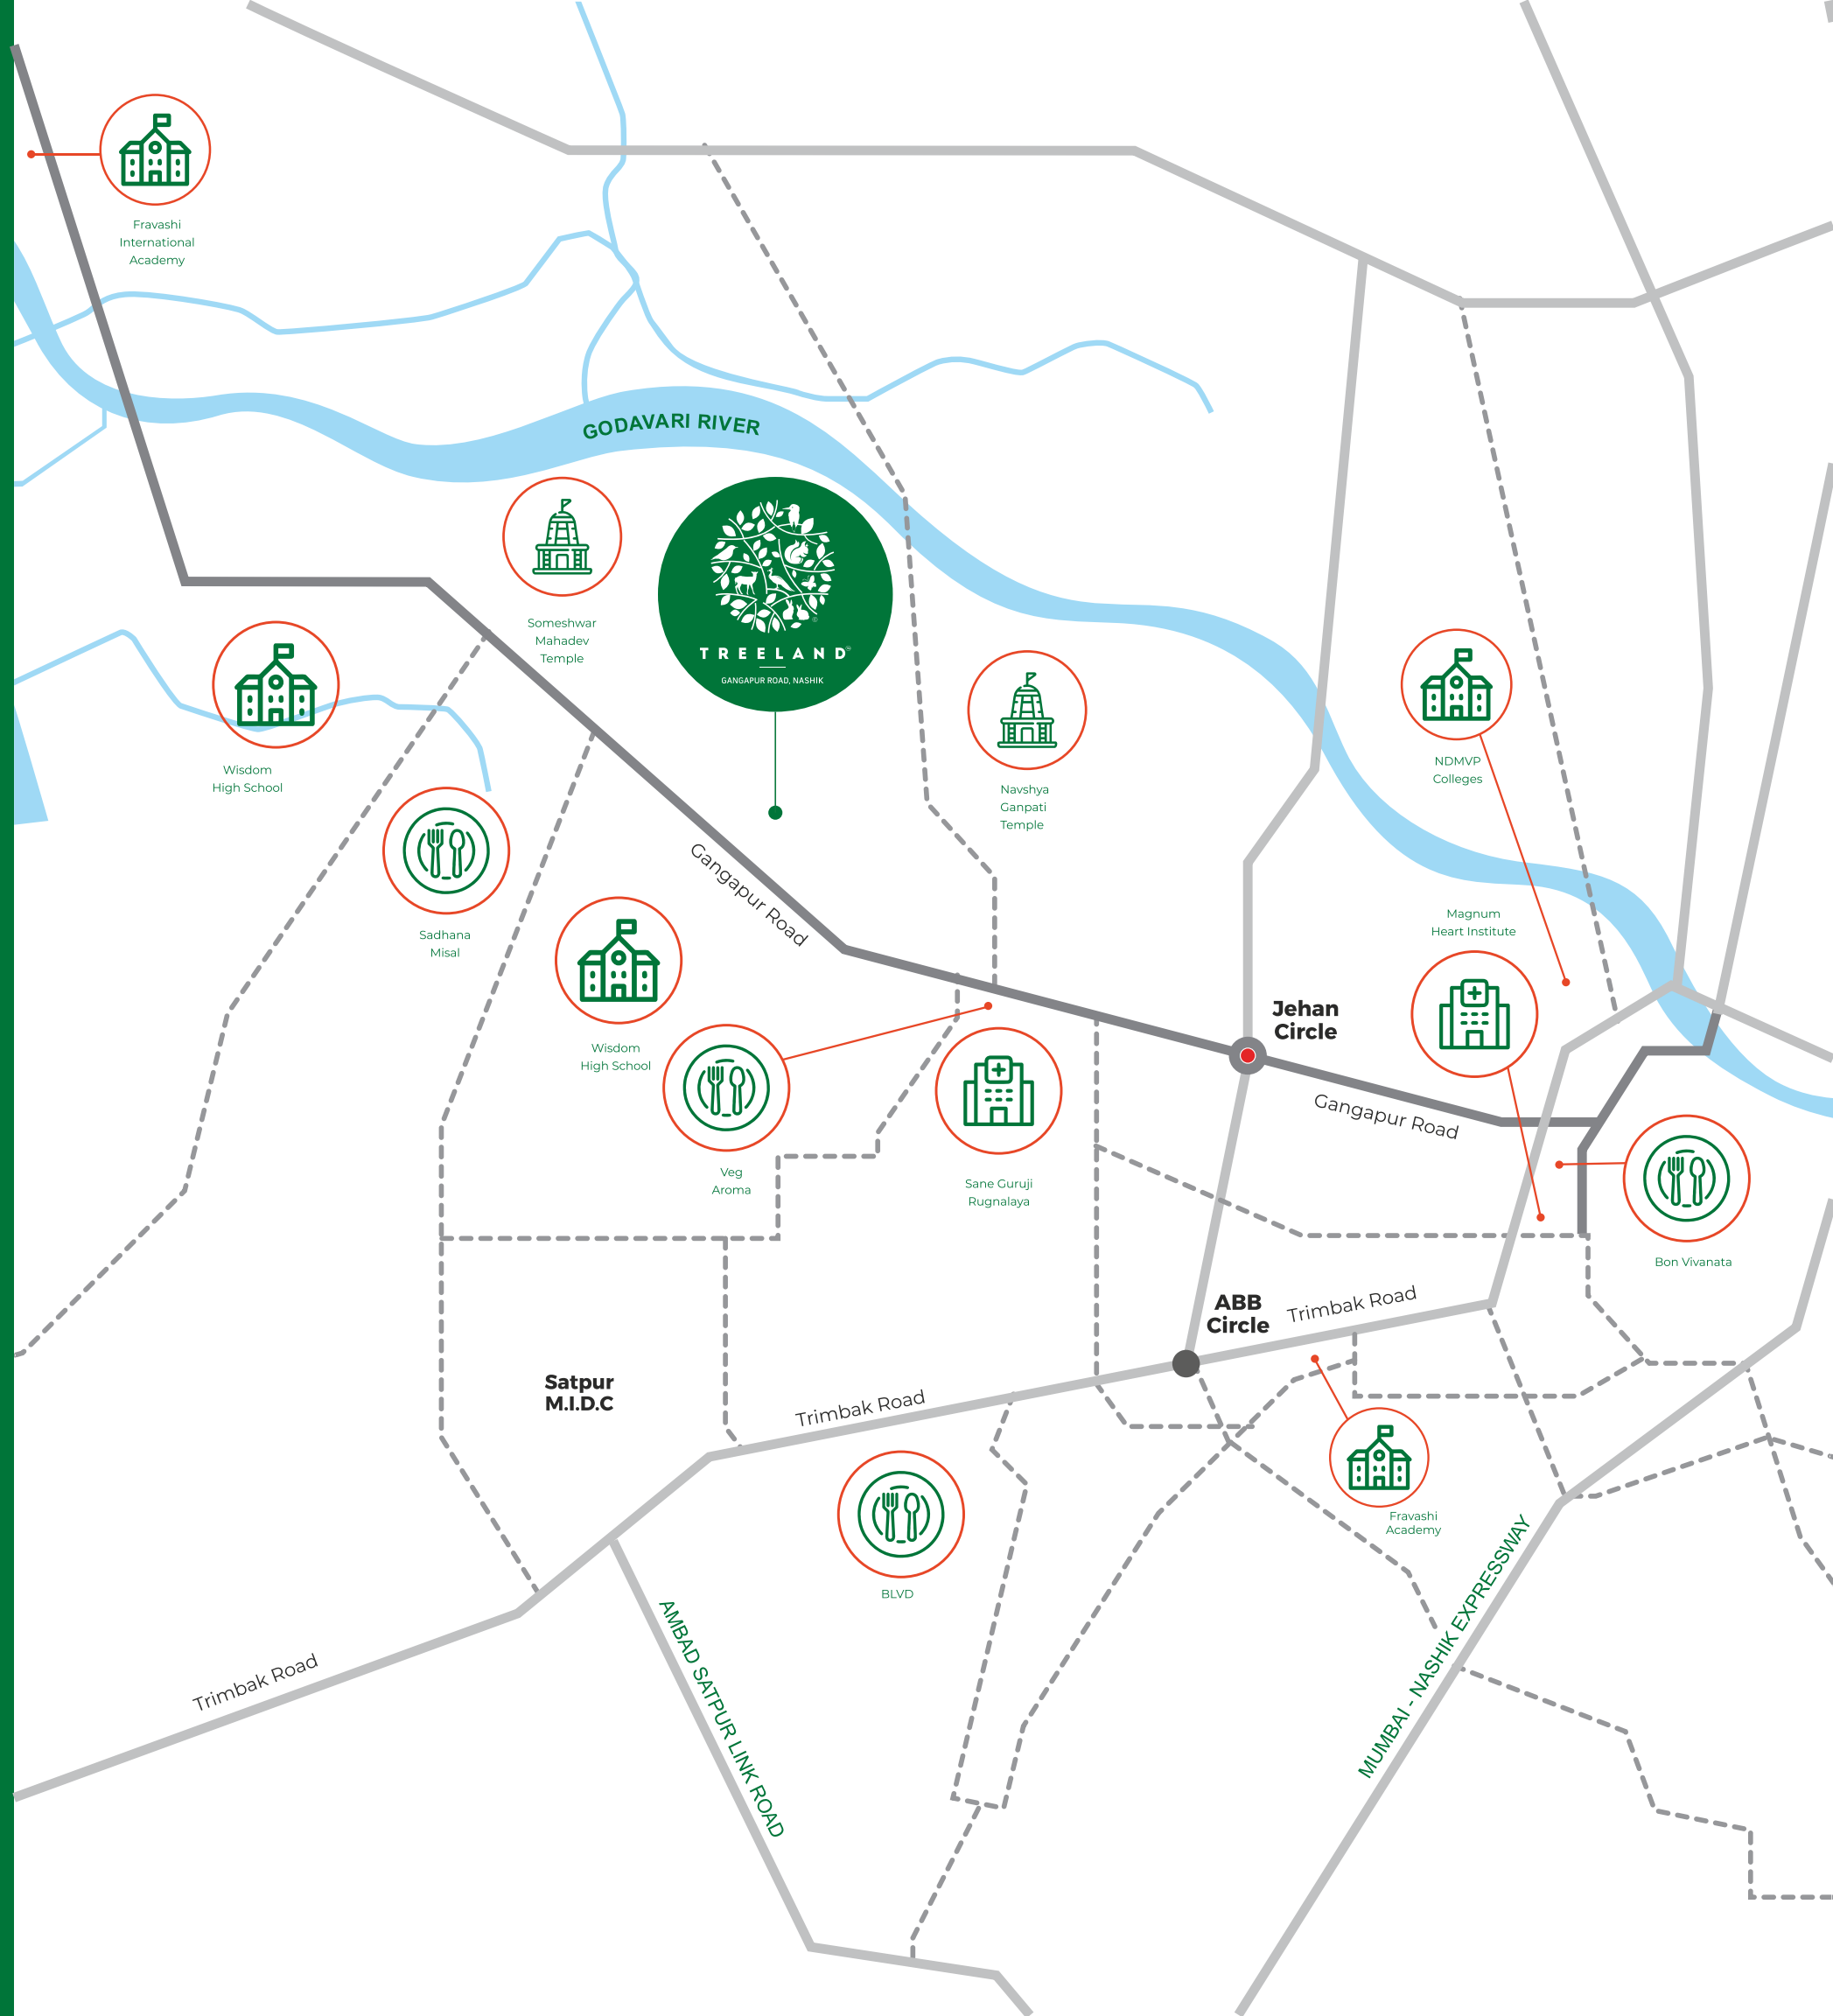 Fravashi
International
Academy
GODAVARI RIVER
Someshwar
Mahadev
Temple
TREELAND
GANGAPUR ROAD, NASHIK
Wisdom
High School
Navshya
Ganpati
Temple
NDMVP
Colleges
Sadhana
Misal
Gangapur Road
Magnum
Heart Institute
Wisdom
High School
Jehan
Circle
Gangapur Road
Veg
Aroma
Sane Guruji
Rugnalaya
Bon Vivanata
ABB
Circle
Trimbak Road
Satpur
M.I.D.C
Trimbak Road
Fravashi
Academy
BLVD
MUMBAI - NASHIK EXPRESSWAY
AMBAD SATPUR LINK ROAD
Trimbak Road